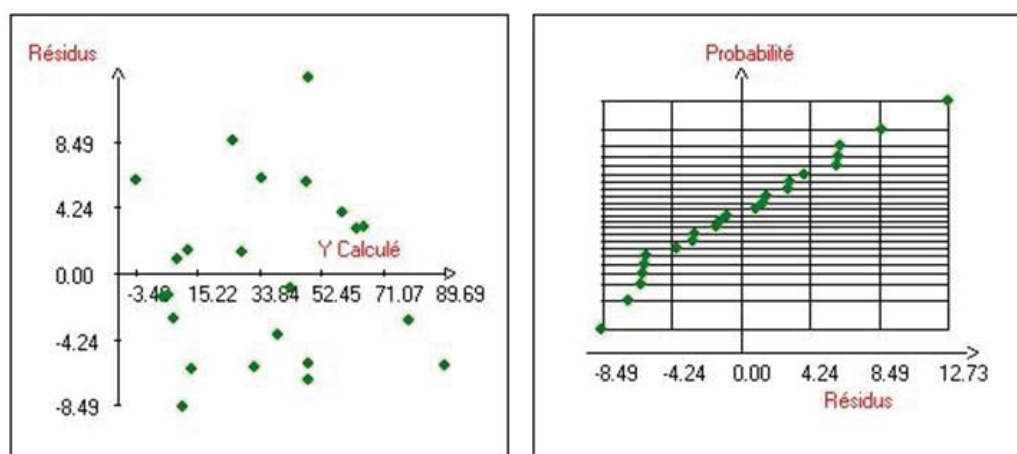 Résidus
8.49
4.24
0.00
-4.24
-8.49
Y Calculé
-3.40 15.22 33.84 52.45 71.07 89.69
Probabilité
-8.49 -4.24 0.00 4.24 8.49 12.73
Résidus